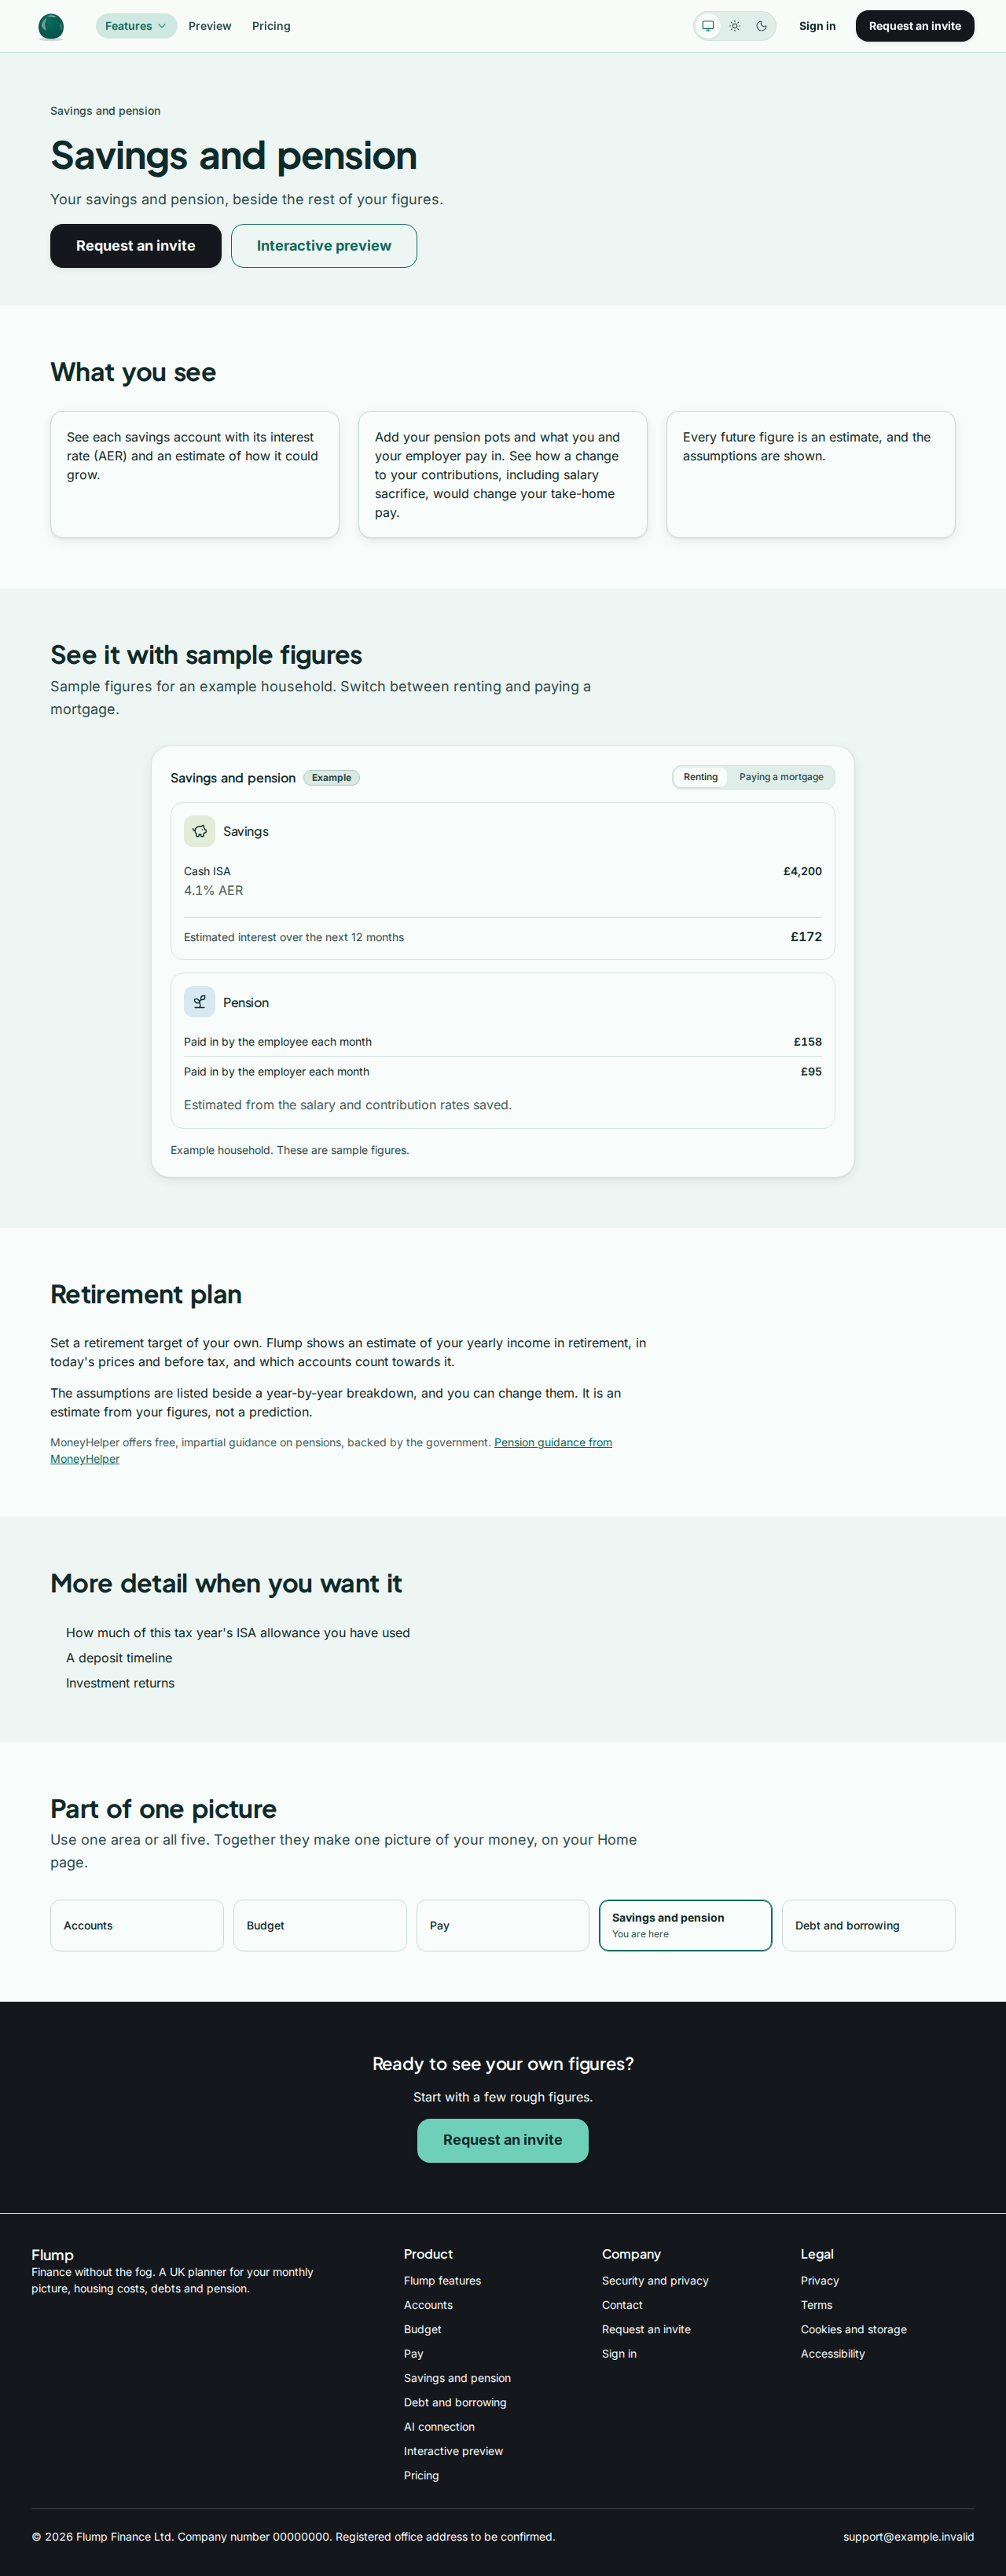 Features
Preview
Pricing
Sign in
Request an invite
Savings and pension
Savings and pension
Your savings and pension, beside the rest of your figures.
Request an invite
Interactive preview
What you see
See each savings account with its interest
rate (AER) and an estimate of how it could
grow.
Add your pension pots and what you and
your employer pay in. See how a change
to your contributions, including salary
sacrifice, would change your take-home
pay.
Every future figure is an estimate, and the
assumptions are shown.
See it with sample figures
Sample figures for an example household. Switch between renting and paying a
mortgage.
Savings and pension
Example
Renting
Paying a mortgage
Savings
Cash ISA
£4,200
4.1% AER
Estimated interest over the next 12 months
£172
Pension
Paid in by the employee each month
£158
Paid in by the employer each month
£95
Estimated from the salary and contribution rates saved.
Example household. These are sample figures.
Retirement plan
Set a retirement target of your own. Flump shows an estimate of your yearly income in retirement, in
today's prices and before tax, and which accounts count towards it.
The assumptions are listed beside a year-by-year breakdown, and you can change them. It is an
estimate from your figures, not a prediction.
MoneyHelper offers free, impartial guidance on pensions, backed by the government. Pension guidance from
MoneyHelper
More detail when you want it
How much of this tax year's ISA allowance you have used
A deposit timeline
Investment returns
Part of one picture
Use one area or all five. Together they make one picture of your money, on your Home
page.
Accounts
Budget
Pay
Savings and pension
You are here
Debt and borrowing
Ready to see your own figures?
Start with a few rough figures.
Request an invite
Flump
Finance without the fog. A UK planner for your monthly
picture, housing costs, debts and pension.
Product
Flump features
Accounts
Budget
Pay
Savings and pension
Debt and borrowing
AI connection
Interactive preview
Pricing
Company
Security and privacy
Contact
Request an invite
Sign in
Legal
Privacy
Terms
Cookies and storage
Accessibility
© 2026 Flump Finance Ltd. Company number 00000000. Registered office address to be confirmed.
support@example.invalid